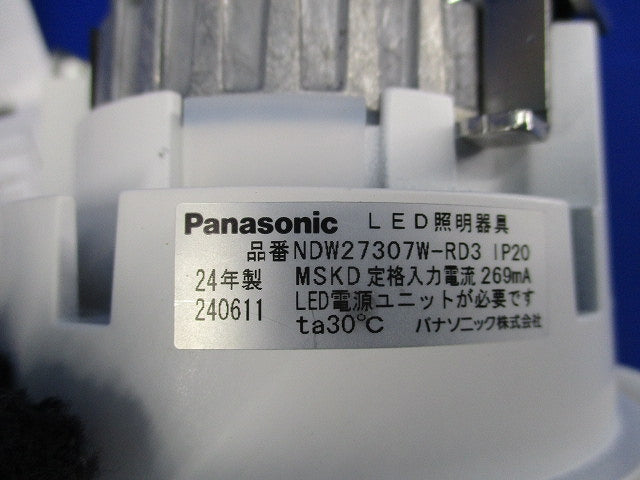 Panasonic LED照明器具
品番NDW27307W-RD3 IP20
24年製 MSKD 定格入力電流 269mA
240611 LED電源ユニットが必要です
ta30℃ パナソニック株式会社